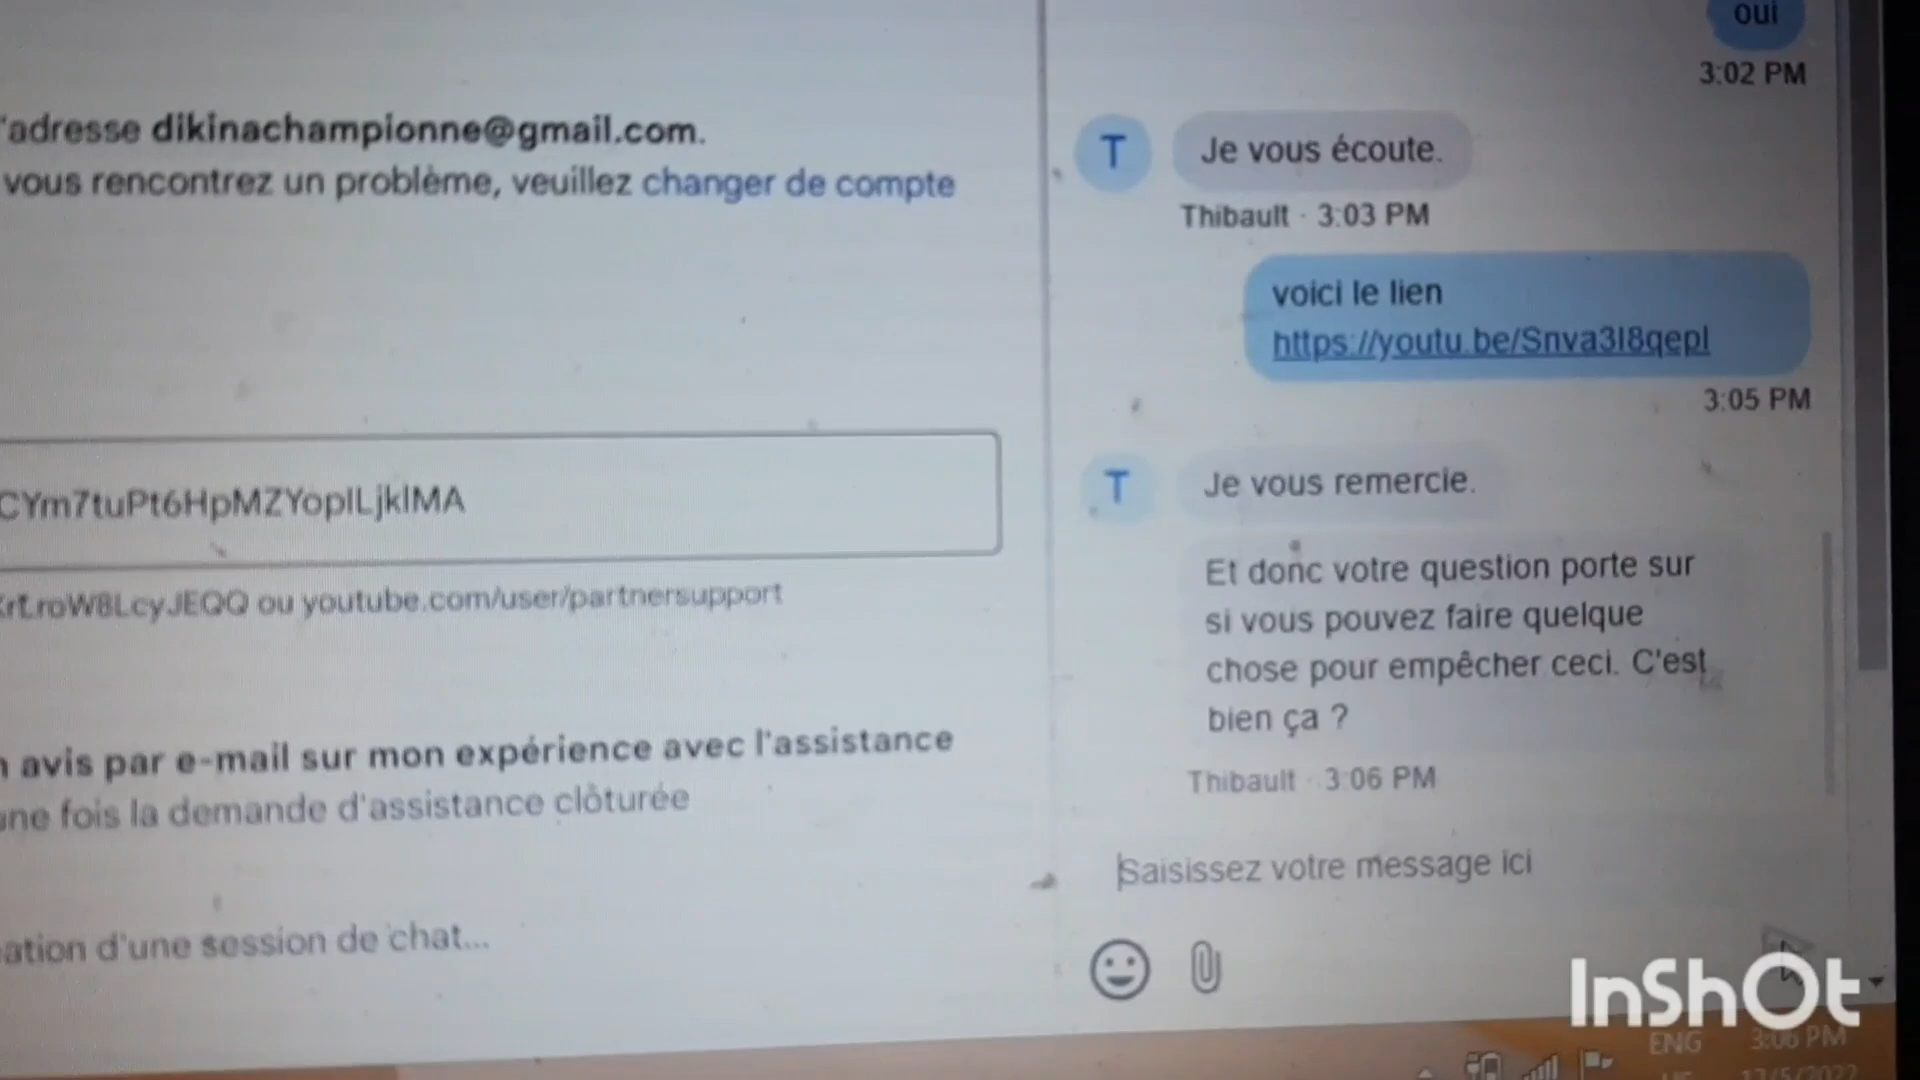 'adresse dikinachampionne@gmail.com.
vous rencontrez un problème, veuillez changer de compte
CYm7tuPt6HpMZYoplLjklMA
ou youtube.com/user/partnersupport
avis par e-mail sur mon expérience avec l'assistance
une fois la demande d'assistance clôturée
ation d'une session de chat...
oui
3:02 PM
T
Je vous écoute.
Thibault · 3:03 PM
voici le lien
https://youtu.be/Snva3I8qepI
3:05 PM
T
Je vous remercie.
Et donc votre question porte sur
si vous pouvez faire quelque
chose pour empêcher ceci. C'est
bien ça ?
Thibault · 3:06 PM
Saisissez votre message ici
InShOt
ENG
3:06 PM